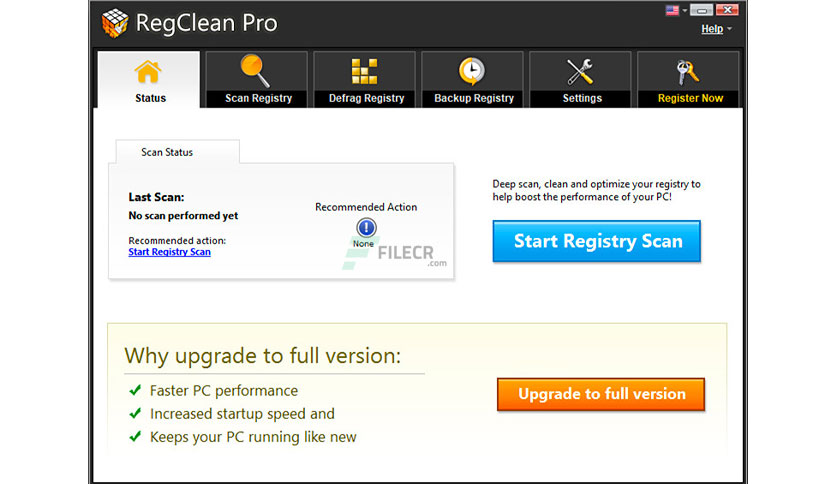 RegClean Pro
Help
Status
Scan Registry
Defrag Registry
Backup Registry
Settings
Register Now
Scan Status
Last Scan:
No scan performed yet
Recommended action:
Start Registry Scan
Recommended Action
None
FILECR
.com
Deep scan, clean and optimize your registry to
help boost the performance of your PC!
Start Registry Scan
Why upgrade to full version:
Faster PC performance
Increased startup speed and
Keeps your PC running like new
Upgrade to full version